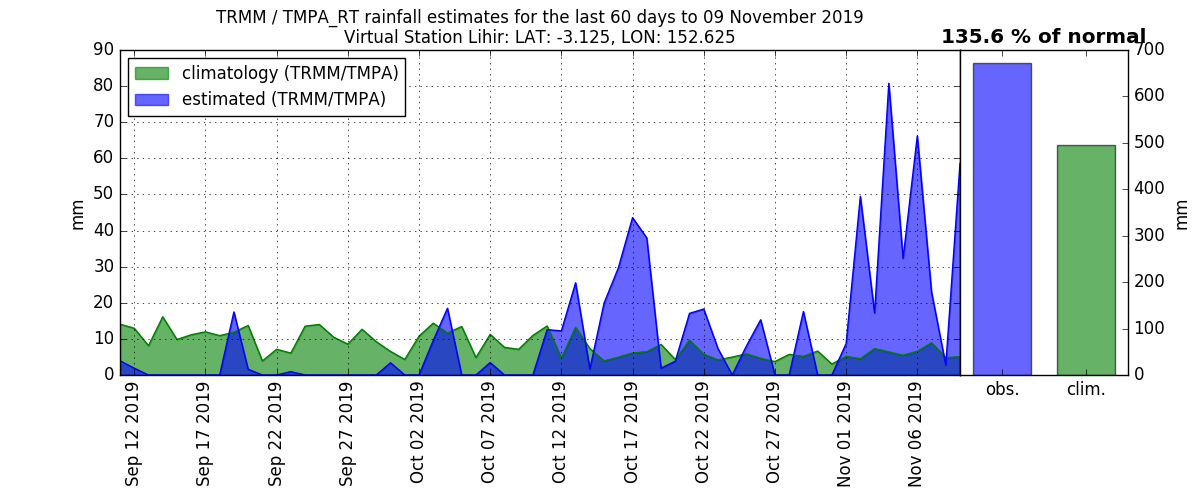 TRMM / TMPA_RT rainfall estimates for the last 60 days to 09 November 2019
Virtual Station Lihir: LAT: -3.125, LON: 152.625
135.6 % of normal
climatology (TRMM/TMPA)
estimated (TRMM/TMPA)
mm
90
80
70
60
50
40
30
20
10
0
Sep 12 2019
Sep 17 2019
Sep 22 2019
Sep 27 2019
Oct 02 2019
Oct 07 2019
Oct 12 2019
Oct 17 2019
Oct 22 2019
Oct 27 2019
Nov 01 2019
Nov 06 2019
700
600
500
400
300
200
100
0
mm
obs.
clim.